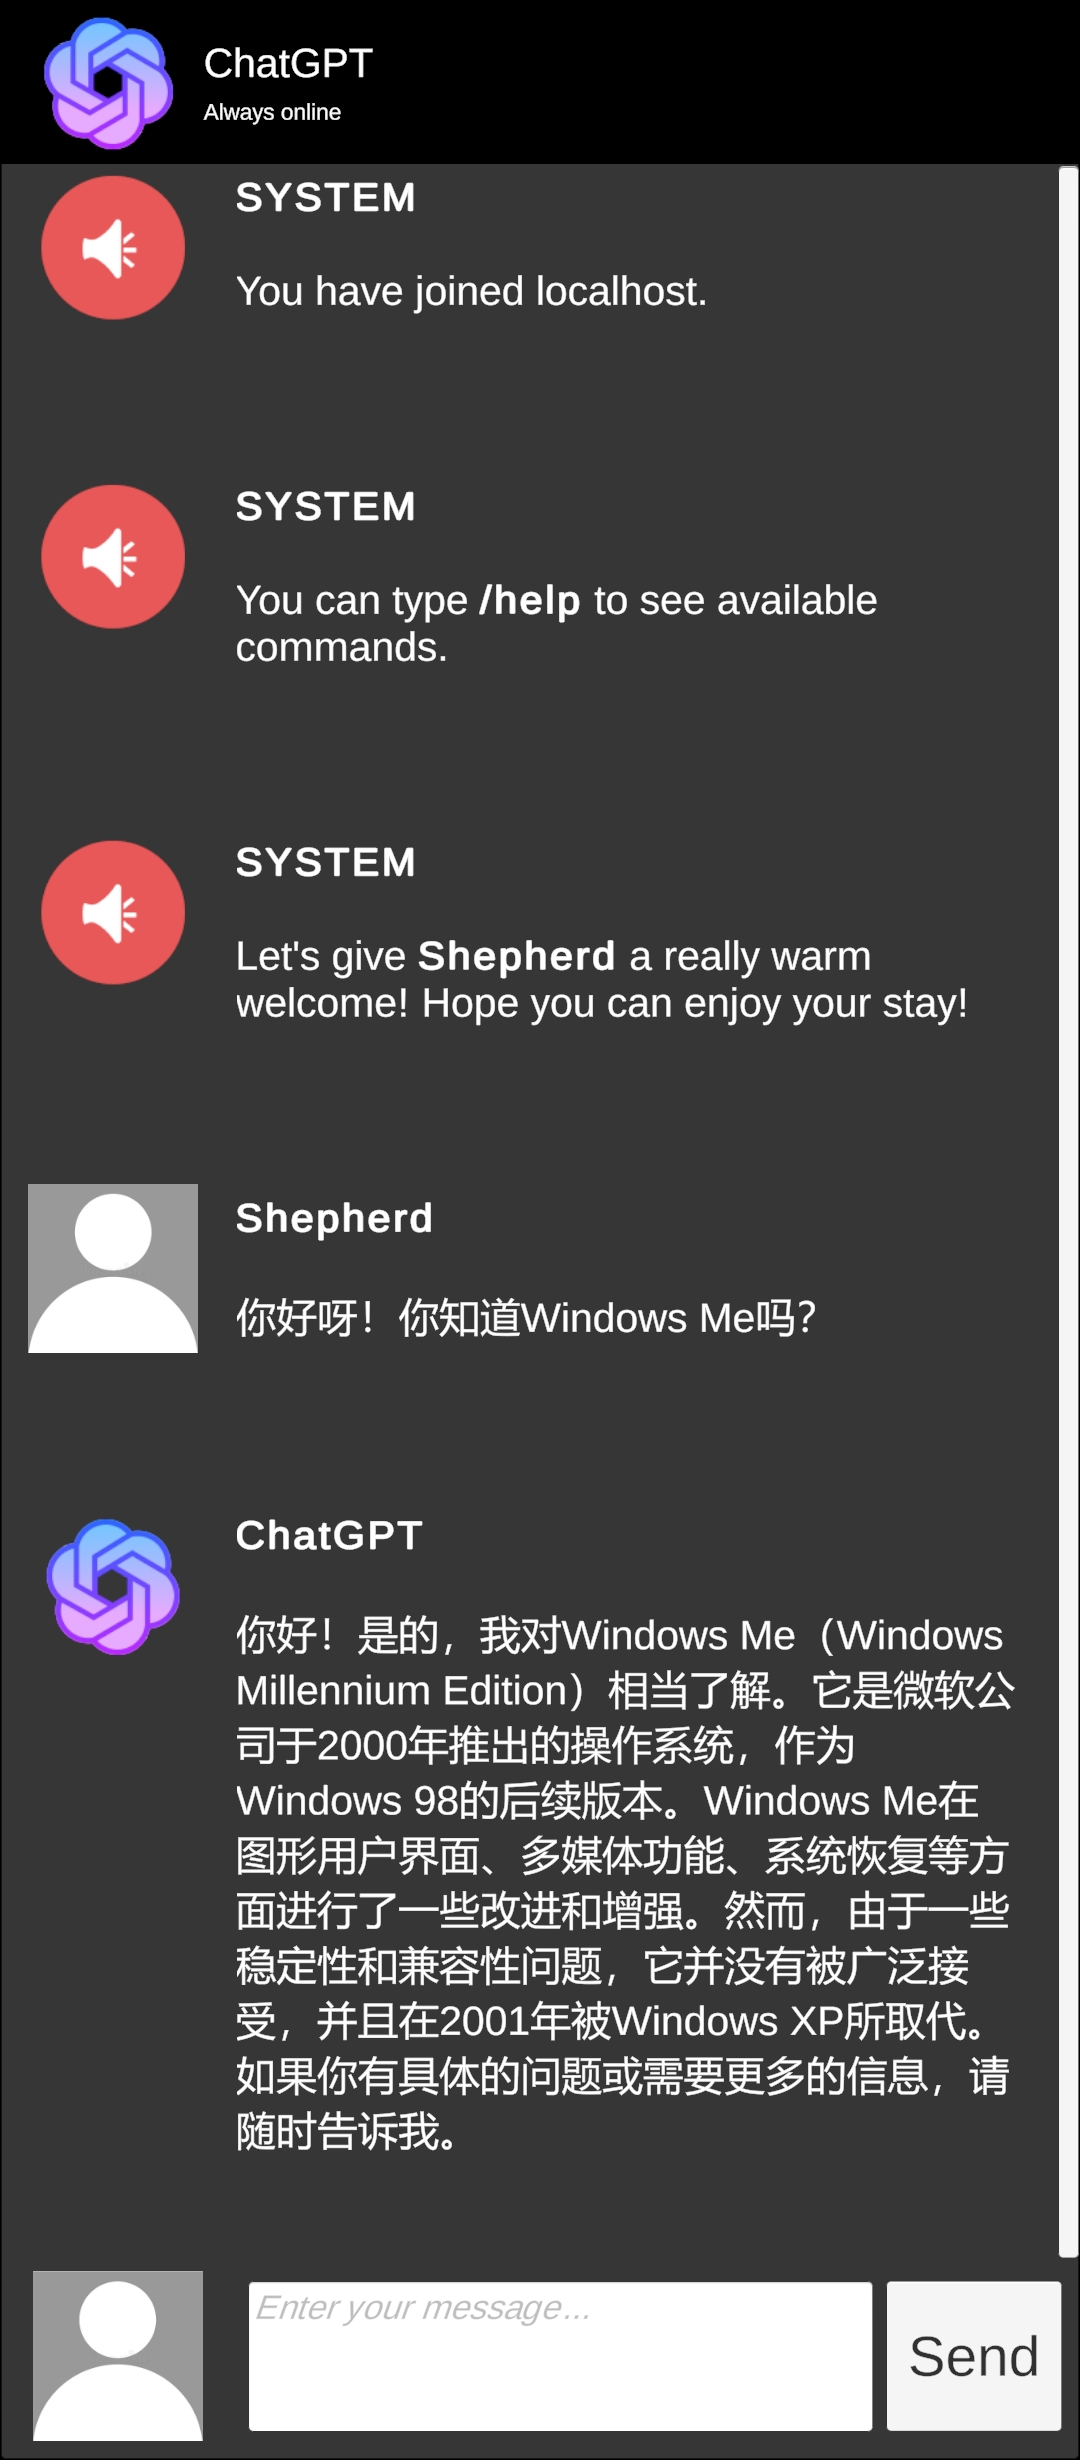 ChatGPT
Always online
SYSTEM
You have joined localhost.
SYSTEM
You can type /help to see available
commands.
SYSTEM
Let's give Shepherd a really warm
welcome! Hope you can enjoy your stay!
Shepherd
你好呀！你知道Windows Me吗？
ChatGPT
你好！是的，我对Windows Me（Windows
Millennium Edition）相当了解。它是微软公
司于2000年推出的操作系统，作为
Windows 98的后续版本。Windows Me在
图形用户界面、多媒体功能、系统恢复等方
面进行了一些改进和增强。然而，由于一些
稳定性和兼容性问题，它并没有被广泛接
受，并且在2001年被Windows XP所取代。
如果你有具体的问题或需要更多的信息，请
随时告诉我。
Enter your message...
Send